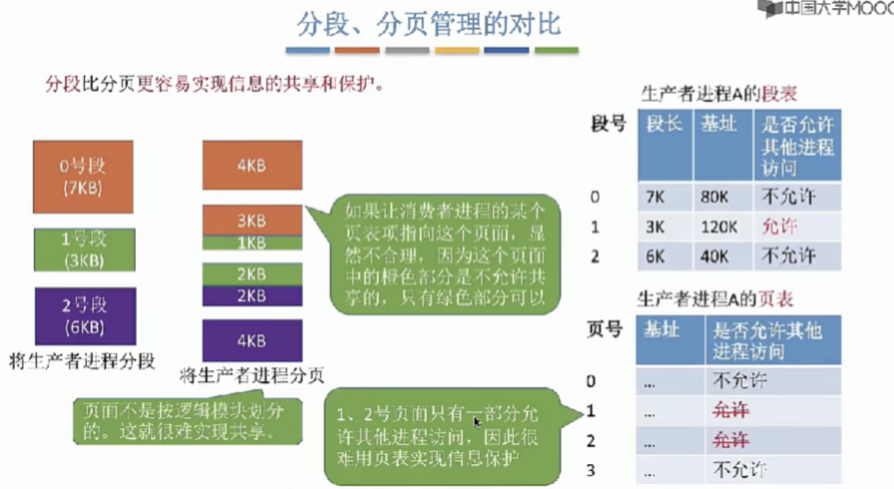 中国大学MOOC
分段、分页管理的对比
分段比分页更容易实现信息的共享和保护。
0号段
(7KB)
1号段
(3KB)
2号段
(6KB)
将生产者进程分段
4KB
3KB
1KB
2KB
2KB
4KB
将生产者进程分页
页面不是按逻辑模块划分
的。这就很难实现共享。
如果让消费者进程的某个
页表项指向这个页面，显
然不合理，因为这个页面
中的橙色部分是不允许共
享的，只有绿色部分可以
1、2号页面只有一部分允
许其他进程访问，因此很
难用页表实现信息保护
生产者进程A的段表
段号 段长 基址 是否允许
其他进程
访问
0 7K 80K 不允许
1 3K 120K 允许
2 6K 40K 不允许
生产者进程A的页表
页号 基址 是否允许其他
进程访问
0 ... 不允许
1 ... 允许
2 ... 允许
3 ... 不允许